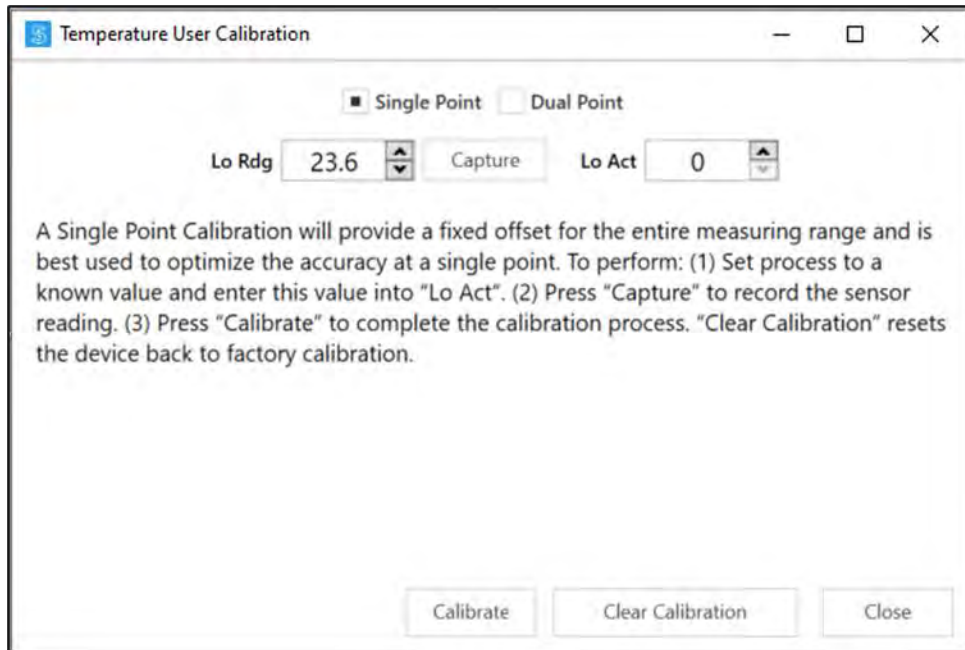 Temperature User Calibration
Single Point Dual Point
Lo Rdg 23.6 Capture Lo Act 0
A Single Point Calibration will provide a fixed offset for the entire measuring range and is
best used to optimize the accuracy at a single point. To perform: (1) Set process to a
known value and enter this value into “Lo Act”. (2) Press “Capture” to record the sensor
reading. (3) Press “Calibrate” to complete the calibration process. “Clear Calibration” resets
the device back to factory calibration.
Calibrate Clear Calibration Close